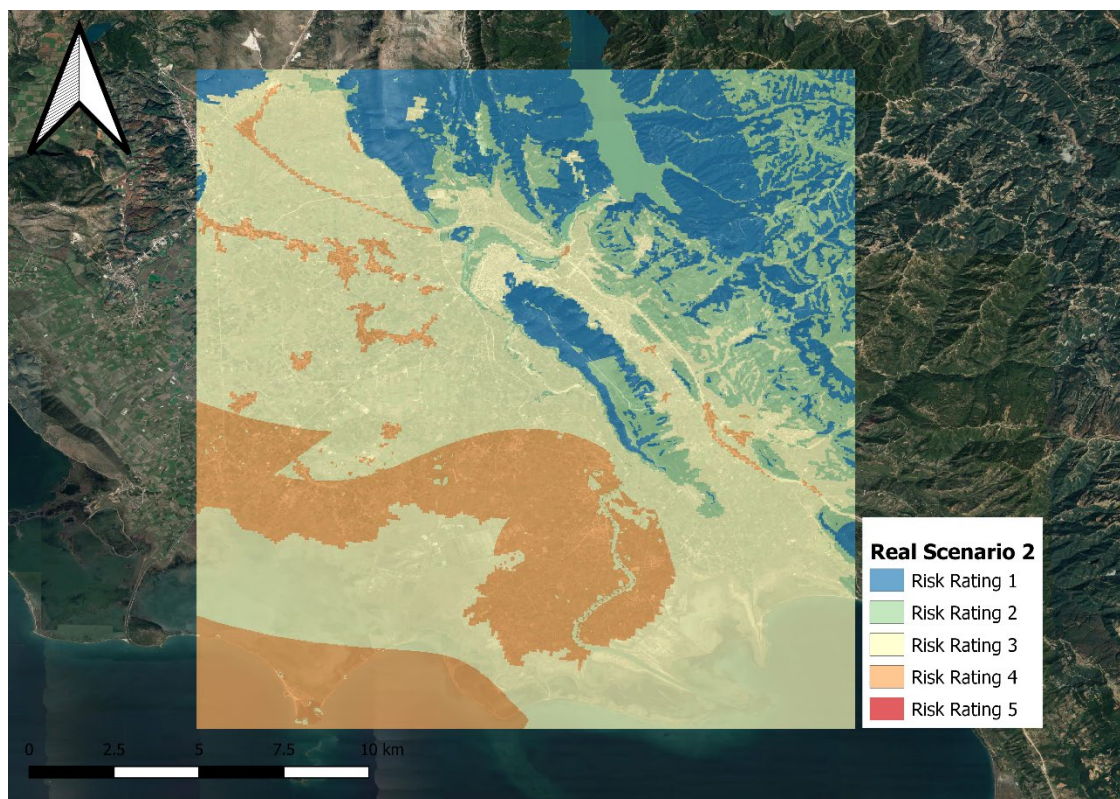 Real Scenario 2
Risk Rating 1
Risk Rating 2
Risk Rating 3
Risk Rating 4
Risk Rating 5
0 2.5 5 7.5 10 km